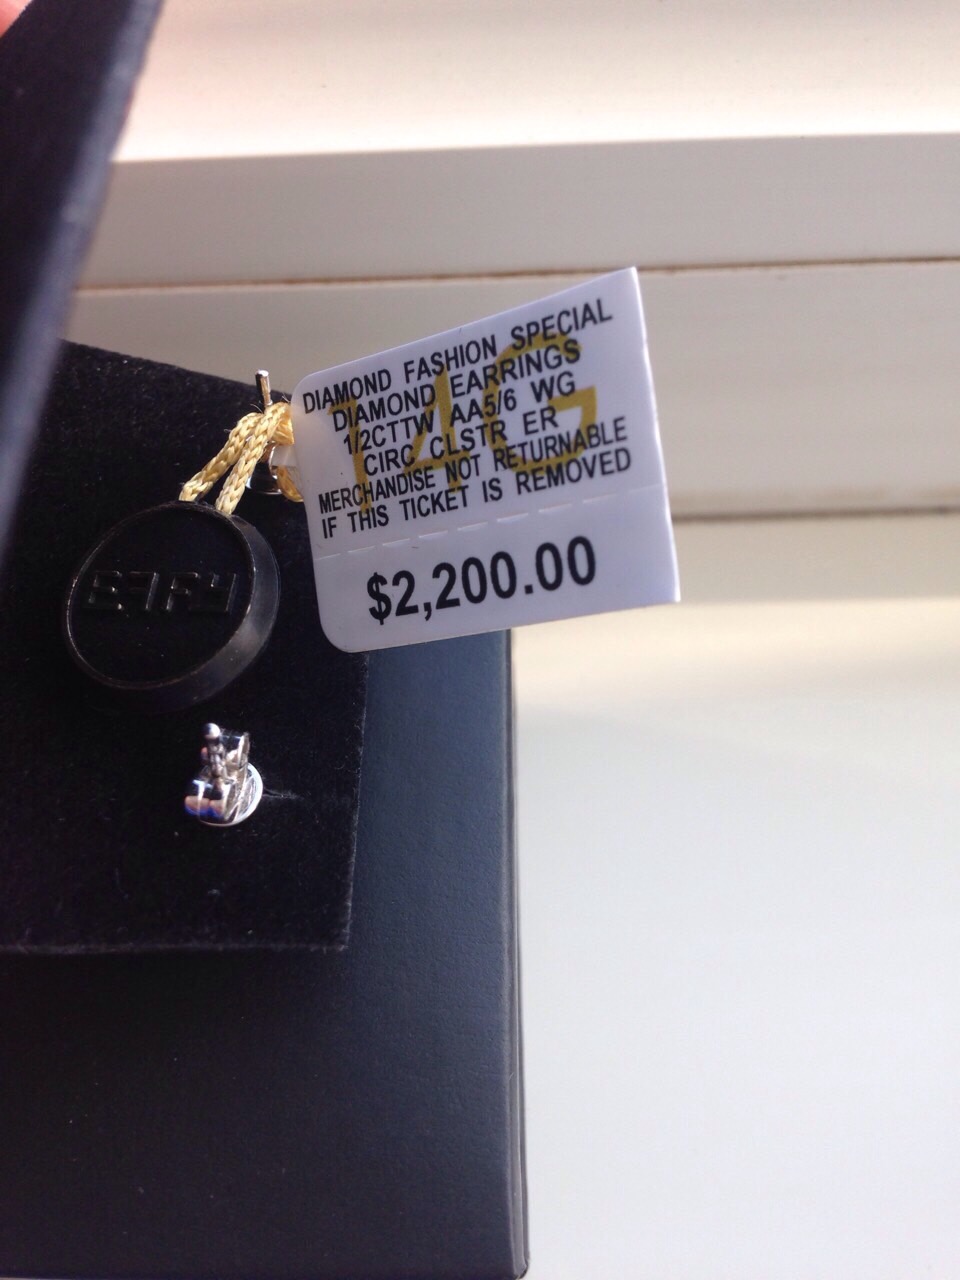 DIAMOND FASHION SPECIAL
DIAMOND EARRINGS
1/2CTTW AA5/6 WG
CIRC CLSTR ER
MERCHANDISE NOT RETURNABLE
IF THIS TICKET IS REMOVED
$2,200.00
14G
EFFY